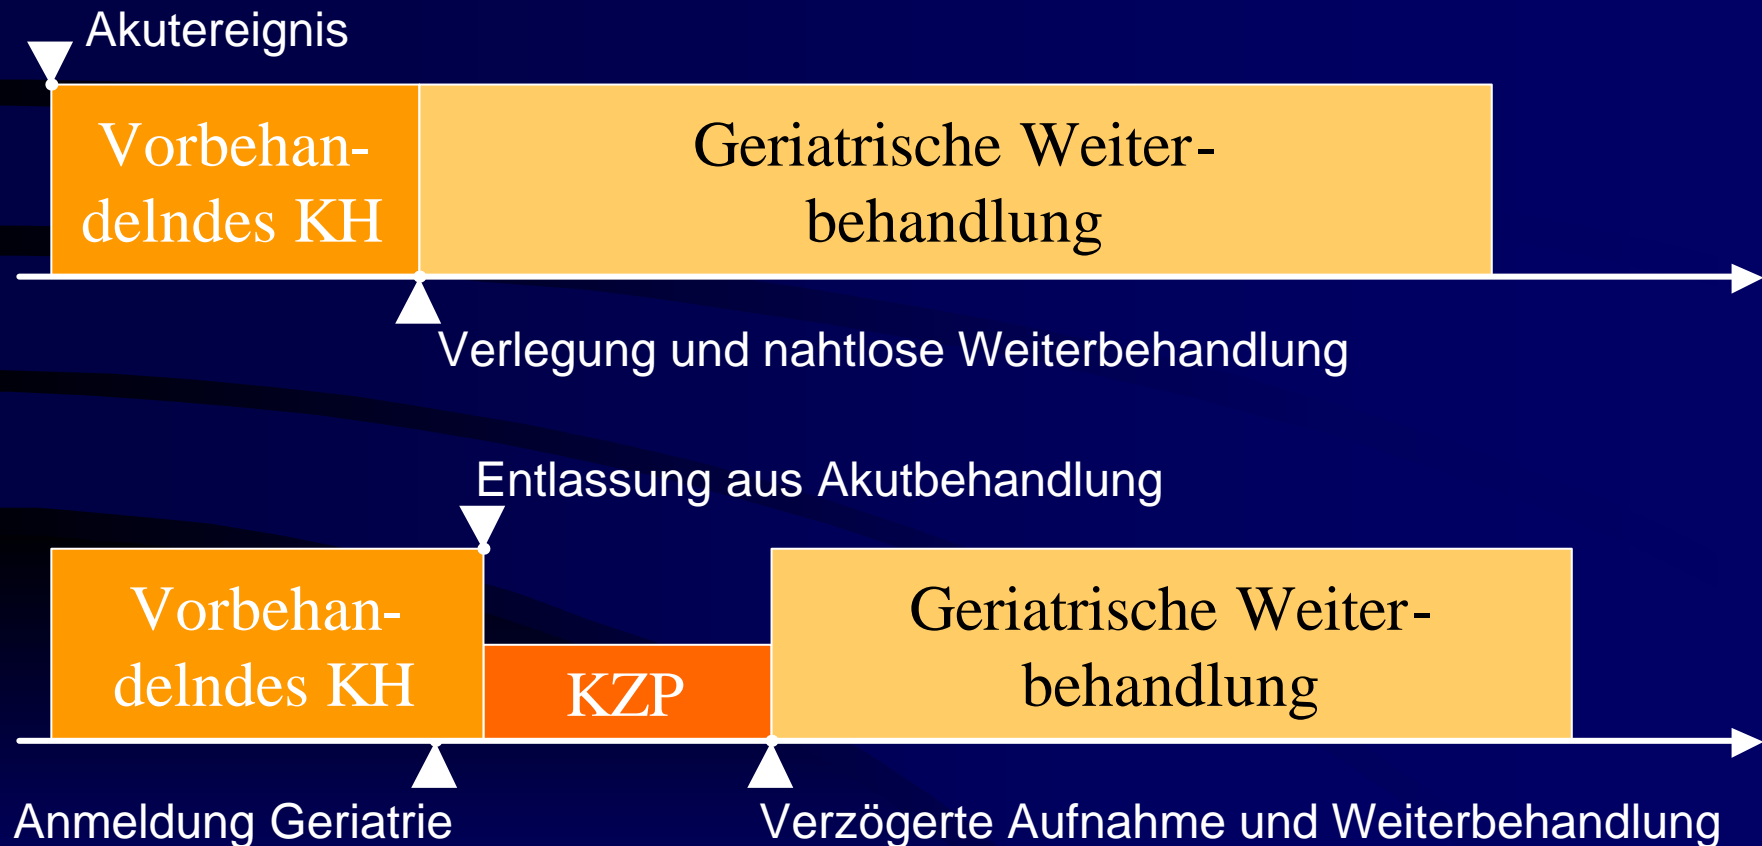 Akutereignis
Vorbehan-
delndes KH
Geriatrische Weiter-
behandlung
Verlegung und nahtlose Weiterbehandlung
Entlassung aus Akutbehandlung
Vorbehan-
delndes KH
KZP
Geriatrische Weiter-
behandlung
Anmeldung Geriatrie
Verzögerte Aufnahme und Weiterbehandlung